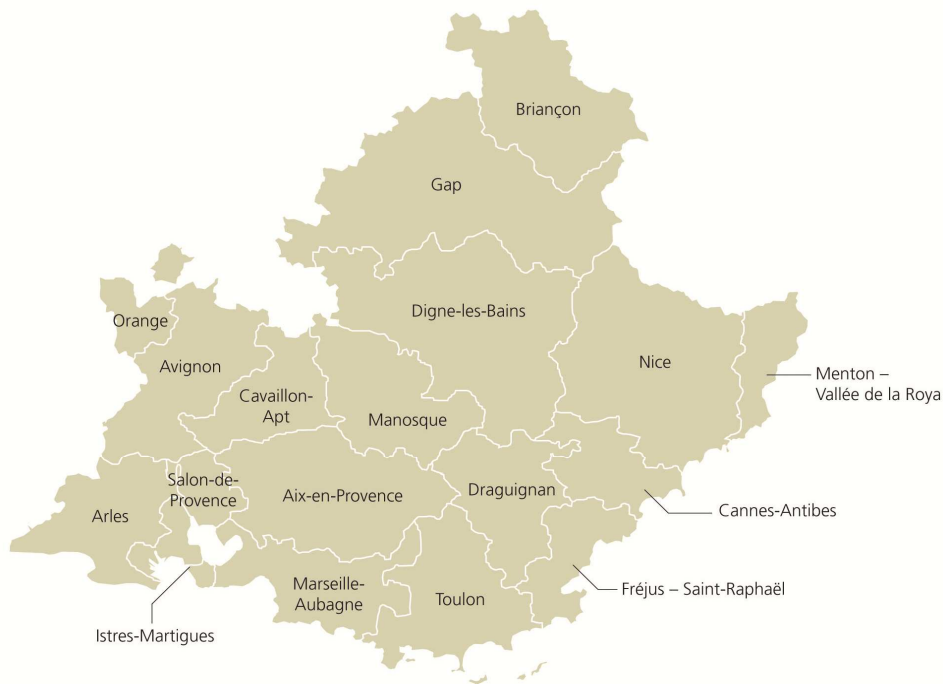 Briançon
Gap
Digne-les-Bains
Orange
Avignon
Nice
Menton –
Vallée de la Roya
Cavaillon-
Apt
Manosque
Salon-de-
Provence
Aix-en-Provence
Draguignan
Arles
Cannes-Antibes
Marseille-
Aubagne
Toulon
Fréjus – Saint-Raphaël
Istres-Martigues